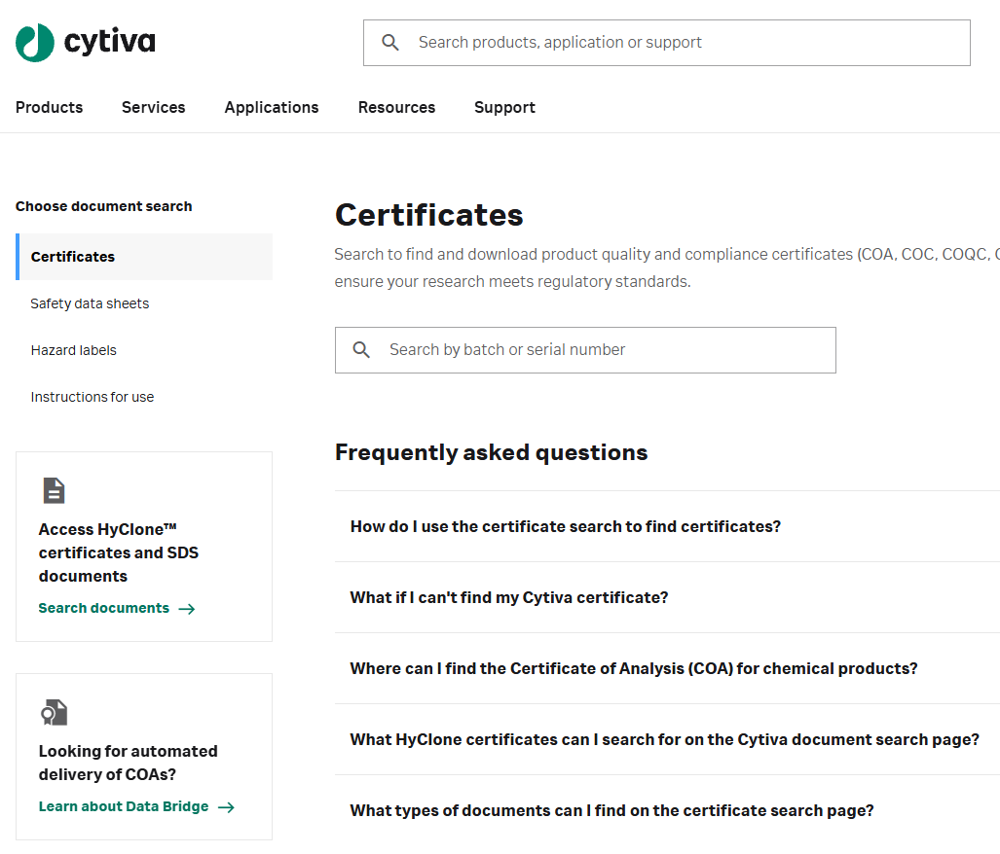 cytiva
Search products, application or support
Products Services Applications Resources Support
Choose document search
Certificates
Safety data sheets
Hazard labels
Instructions for use
Access HyClone™
certificates and SDS
documents
Search documents →
Looking for automated
delivery of COAs?
Learn about Data Bridge →
Certificates
Search to find and download product quality and compliance certificates (COA, COC, COQC,
ensure your research meets regulatory standards.
Search by batch or serial number
Frequently asked questions
How do I use the certificate search to find certificates?
What if I can't find my Cytiva certificate?
Where can I find the Certificate of Analysis (COA) for chemical products?
What HyClone certificates can I search for on the Cytiva document search page?
What types of documents can I find on the certificate search page?